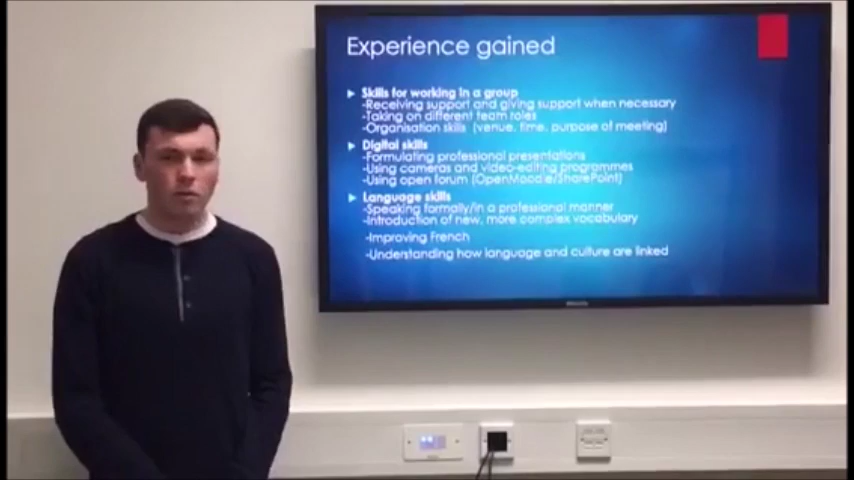 Experience gained
Skills for working in a group
-Receiving support and giving support when necessary
-Taking on different team roles
-Organisation skills (venue, time, purpose of meeting)
Digital skills
-Formulating professional presentations
-Using cameras and video-editing programmes
-Using open forum (OpenMoodle/SharePoint)
Language skills
-Speaking formally/in a professional manner
-Introduction of new, more complex vocabulary
-Improving French
-Understanding how language and culture are linked
PHILIPS